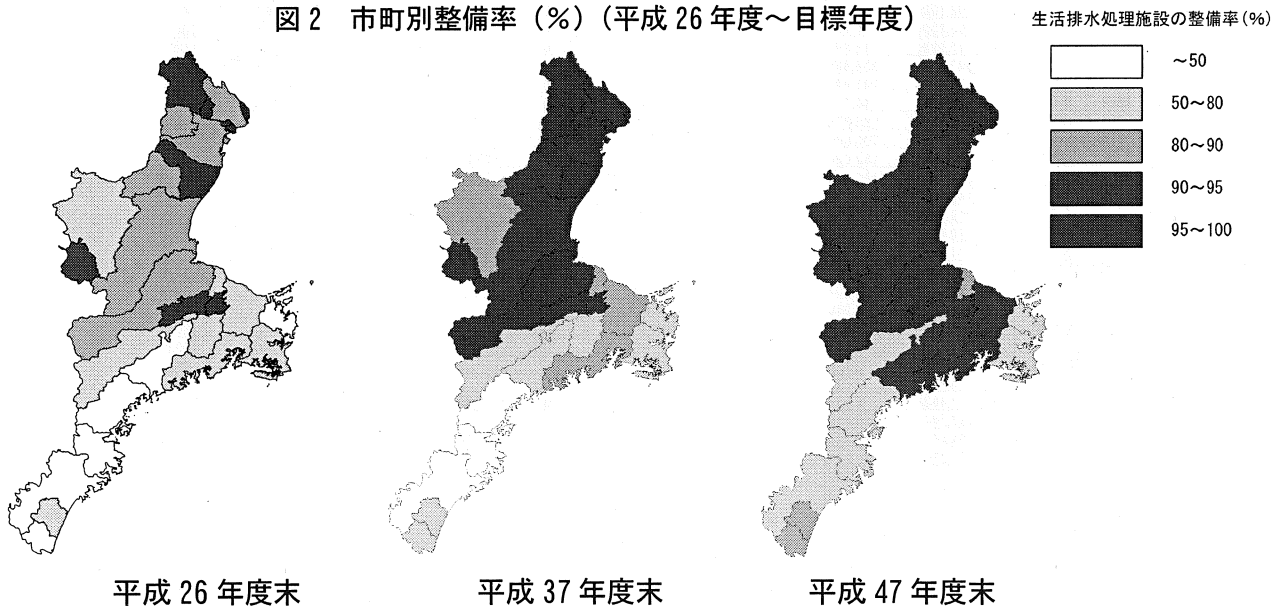 図2 市町別整備率（％）（平成26年度～目標年度）
生活排水処理施設の整備率(%)
～50
50～80
80～90
90～95
95～100
平成26年度末
平成37年度末
平成47年度末